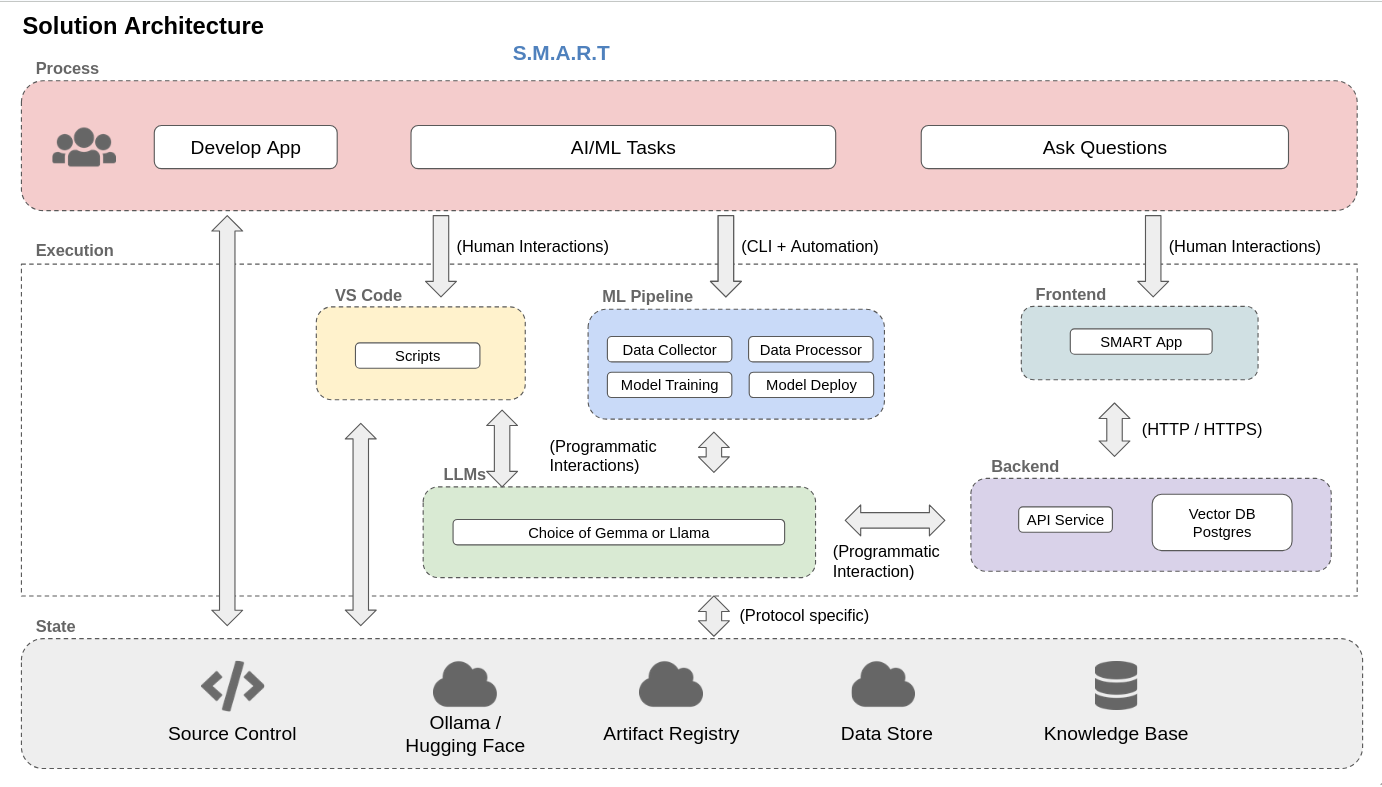 Solution Architecture
S.M.A.R.T
Process
Develop App
AI/ML Tasks
Ask Questions
Execution
(Human Interactions)
(CLI + Automation)
(Human Interactions)
VS Code
ML Pipeline
Frontend
Scripts
Data Collector
Data Processor
Model Training
Model Deploy
SMART App
(Programmatic
Interactions)
(HTTP / HTTPS)
LLMs
Backend
Choice of Gemma or Llama
API Service
Vector DB
Postgres
(Programmatic
Interaction)
(Protocol specific)
State
Source Control
Ollama /
Hugging Face
Artifact Registry
Data Store
Knowledge Base